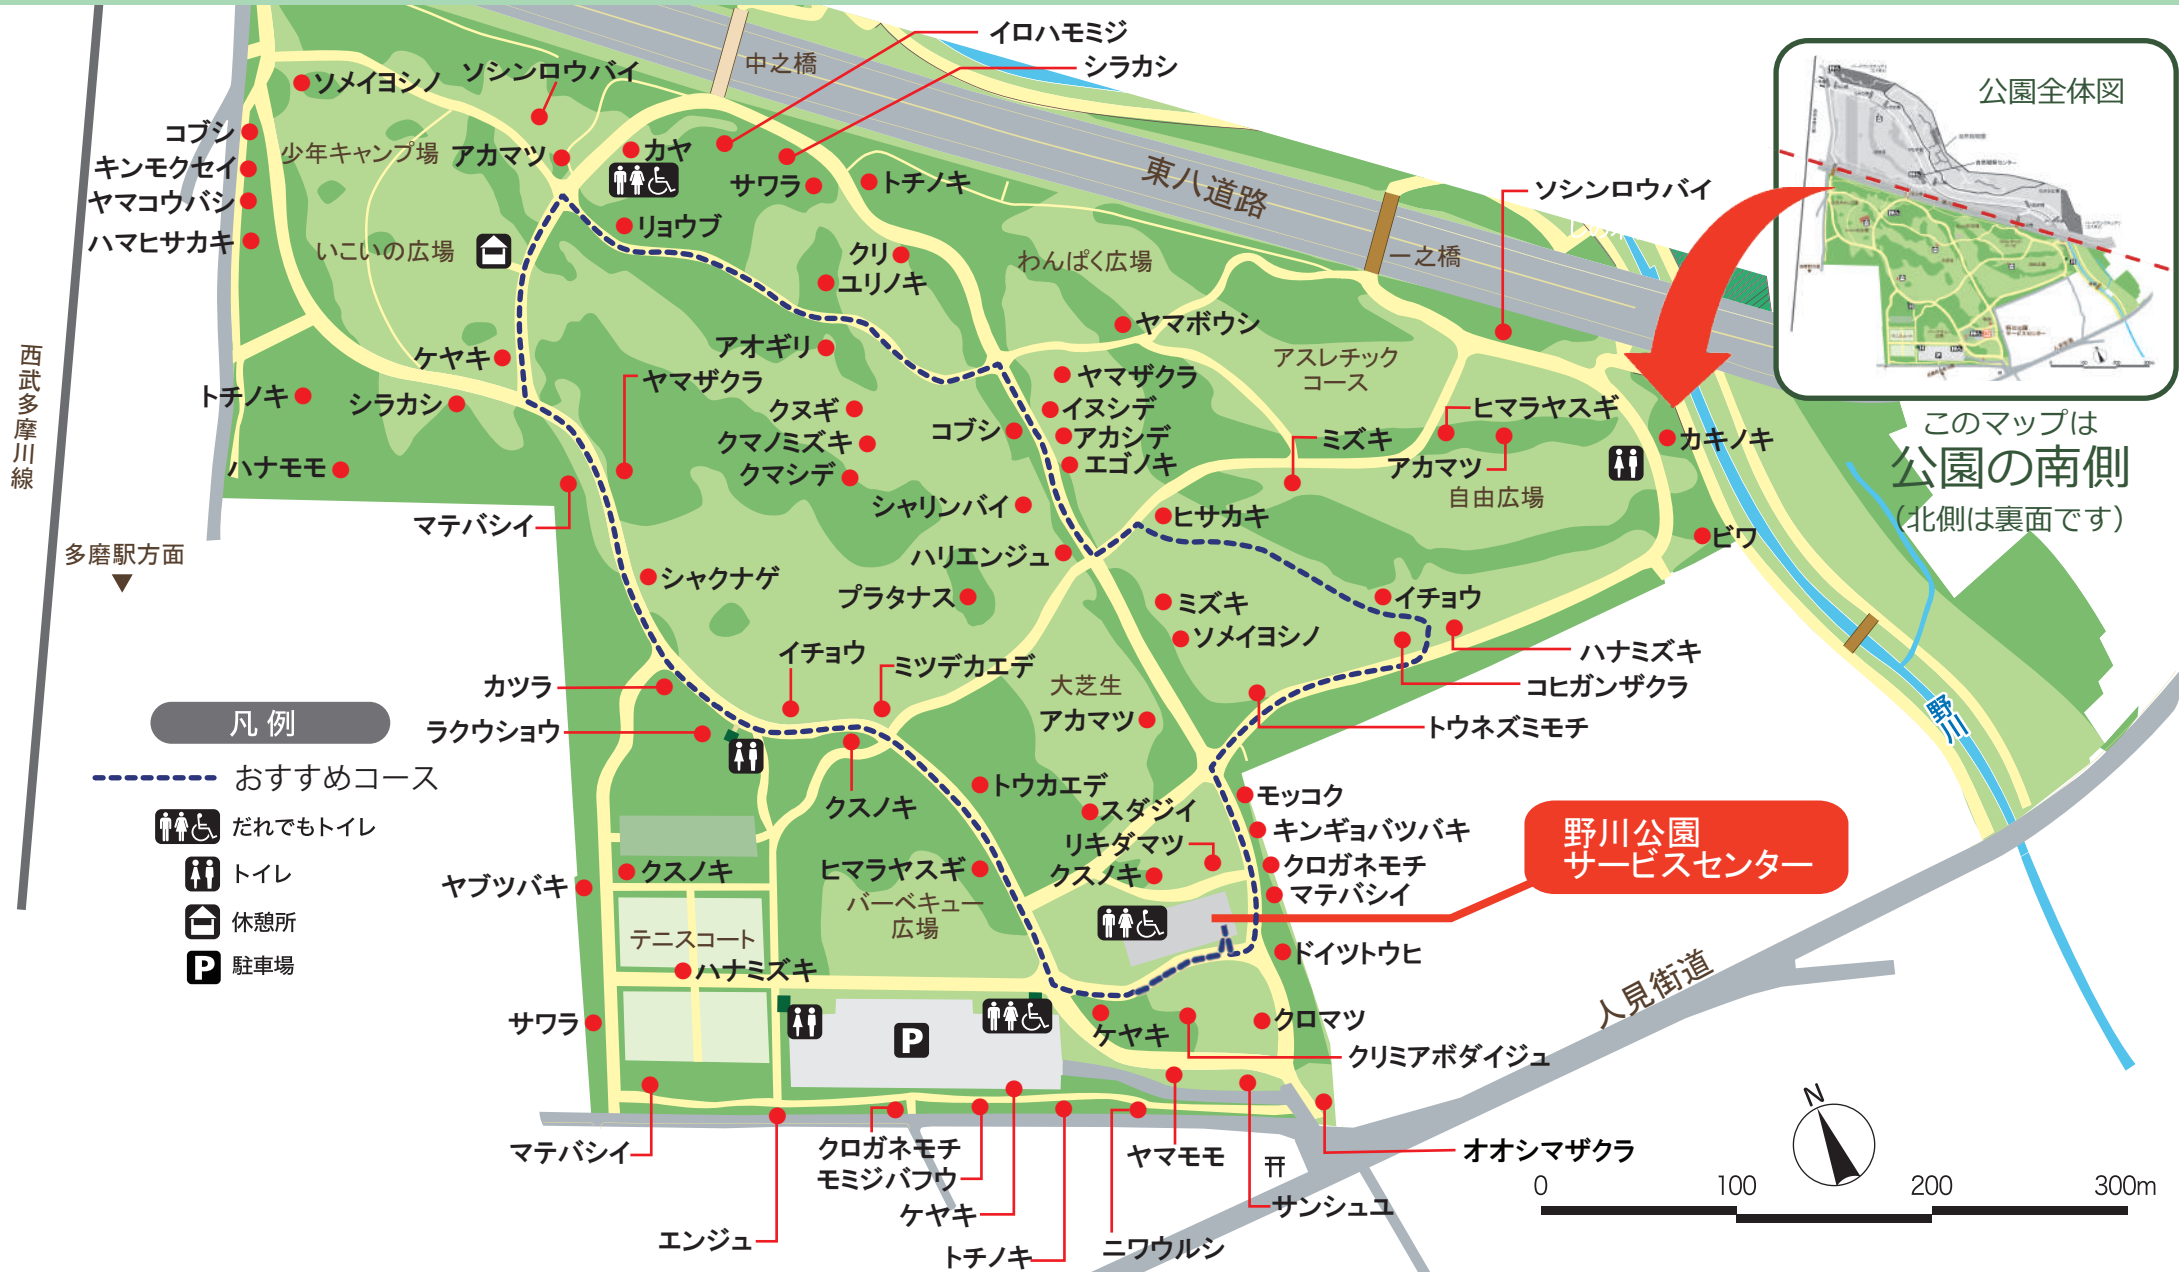 イロハモミジ
シラカシ
中之橋
ソメイヨシノ
ソシンロウバイ
公園全体図
コブシ
少年キャンプ場
アカマツ
カヤ
キンモクセイ
サワラ
トチノキ
東八道路
ソシンロウバイ
ヤマコウバシ
リョウブ
ハマヒサカキ
いこいの広場
クリ
ユリノキ
わんぱく広場
一之橋
ヤマボウシ
アオギリ
ケヤキ
ヤマザクラ
ヤマザクラ
アスレチック
コース
トチノキ
シラカシ
クヌギ
イヌシデ
ヒマラヤスギ
このマップは
公園の南側
(北側は裏面です)
クマノミズキ
コブシ
アカシデ
ミズキ
カキノキ
クマシデ
エゴノキ
アカマツ
ハナモモ
自由広場
シャリンバイ
マテバシイ
ヒサカキ
ビワ
西武多摩川線
多磨駅方面
ハリエンジュ
シャクナゲ
プラタナス
ミズキ
イチョウ
ソメイヨシノ
イチョウ
ミツデカエデ
ハナミズキ
カツラ
大芝生
コヒガンザクラ
アカマツ
トウネズミモチ
ラクウショウ
野川
凡例
おすすめコース
だれでもトイレ
トイレ
休憩所
P
駐車場
クスノキ
トウカエデ
スダジイ
モッコク
キンギョバツバキ
リキダマツ
クロガネモチ
クスノキ
マテバシイ
野川公園
サービスセンター
クスノキ
ヤブツバキ
ヒマラヤスギ
バーベキュー
広場
テニスコート
ハナミズキ
ドイツトウヒ
人見街道
サワラ
P
ケヤキ
クロマツ
クリミアボダイジュ
マテバシイ
クロガネモチ
モミジバフウ
ケヤキ
エンジュ
トチノキ
ニワウルシ
ヤマモモ
サンシュユ
オオシマザクラ
N
0
100
200
300m